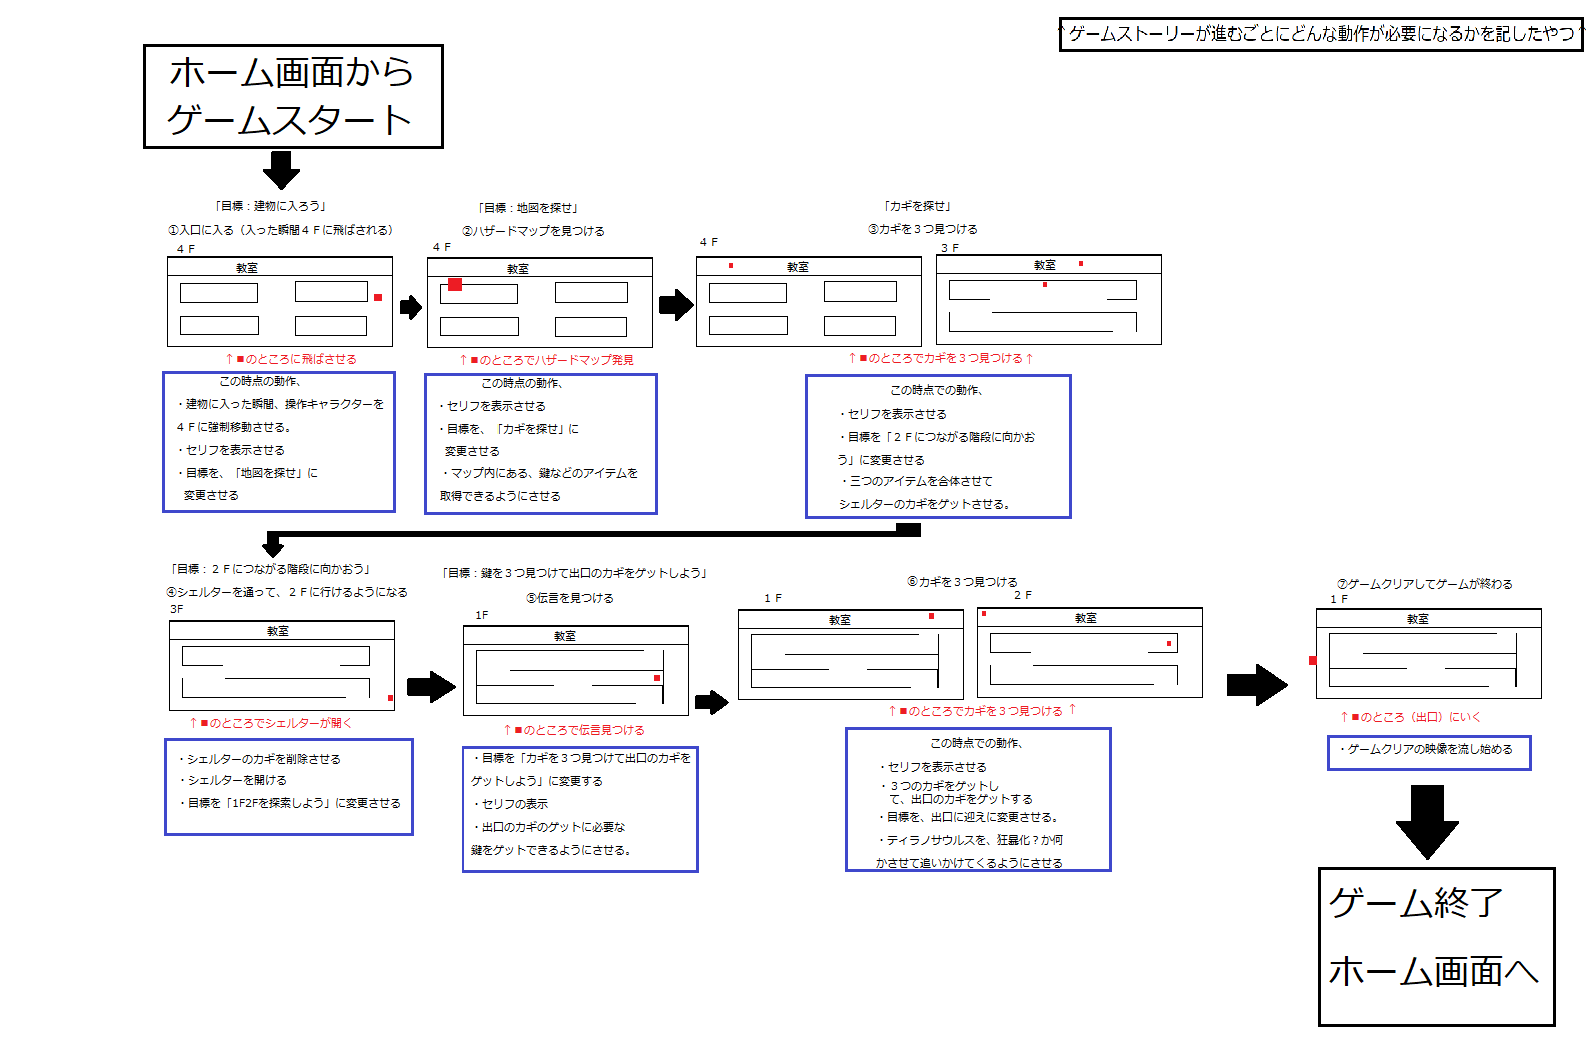 ↑ゲームストーリーが進むごとにどんな動作が必要になるかを記したやつ↑
ホーム画面から
ゲームスタート
「目標：建物に入ろう」
①入口に入る（入った瞬間４Ｆに飛ばされる）
４Ｆ
教室
↑■のところに飛ばさせる
この時点の動作、
・建物に入った瞬間、操作キャラクターを
４Ｆに強制移動させる。
・セリフを表示させる
・目標を、「地図を探せ」に
変更させる
「目標：地図を探せ」
②ハザードマップを見つける
４Ｆ
教室
↑■のところでハザードマップ発見
この時点の動作、
・セリフを表示させる
・目標を、「カギを探せ」に
変更させる
・マップ内にある、鍵などのアイテムを
取得できるようにさせる
「カギを探せ」
③カギを３つ見つける
４Ｆ
教室
３Ｆ
教室
↑■のところでカギを３つ見つける↑
この時点での動作、
・セリフを表示させる
・目標を「２Ｆにつながる階段に向かお
う」に変更させる
・三つのアイテムを合体させて
シェルターのカギをゲットさせる。
「目標：２Ｆにつながる階段に向かおう」
④シェルターを通って、２Ｆに行けるようになる
3F
教室
↑■のところでシェルターが開く
・シェルターのカギを削除させる
・シェルターを開ける
・目標を「1F2Fを探索しよう」に変更させる
「目標：鍵を３つ見つけて出口のカギをゲットしよう」
⑤伝言を見つける
1F
教室
↑■のところで伝言見つける
・目標を「カギを３つ見つけて出口のカギを
ゲットしよう」に変更する
・セリフの表示
・出口のカギのゲットに必要な
鍵をゲットできるようにさせる。
⑥カギを３つ見つける
１Ｆ
教室
２Ｆ
教室
↑■のところでカギを３つ見つける ↑
この時点での動作、
・セリフを表示させる
・３つのカギをゲットし
て、出口のカギをゲットする
・目標を、出口に迎えに変更させる。
・ティラノサウルスを、狂暴化？か何
かさせて追いかけてくるようにさせる
⑦ゲームクリアしてゲームが終わる
１Ｆ
教室
↑■のところ（出口）にいく
・ゲームクリアの映像を流し始める
ゲーム終了
ホーム画面へ